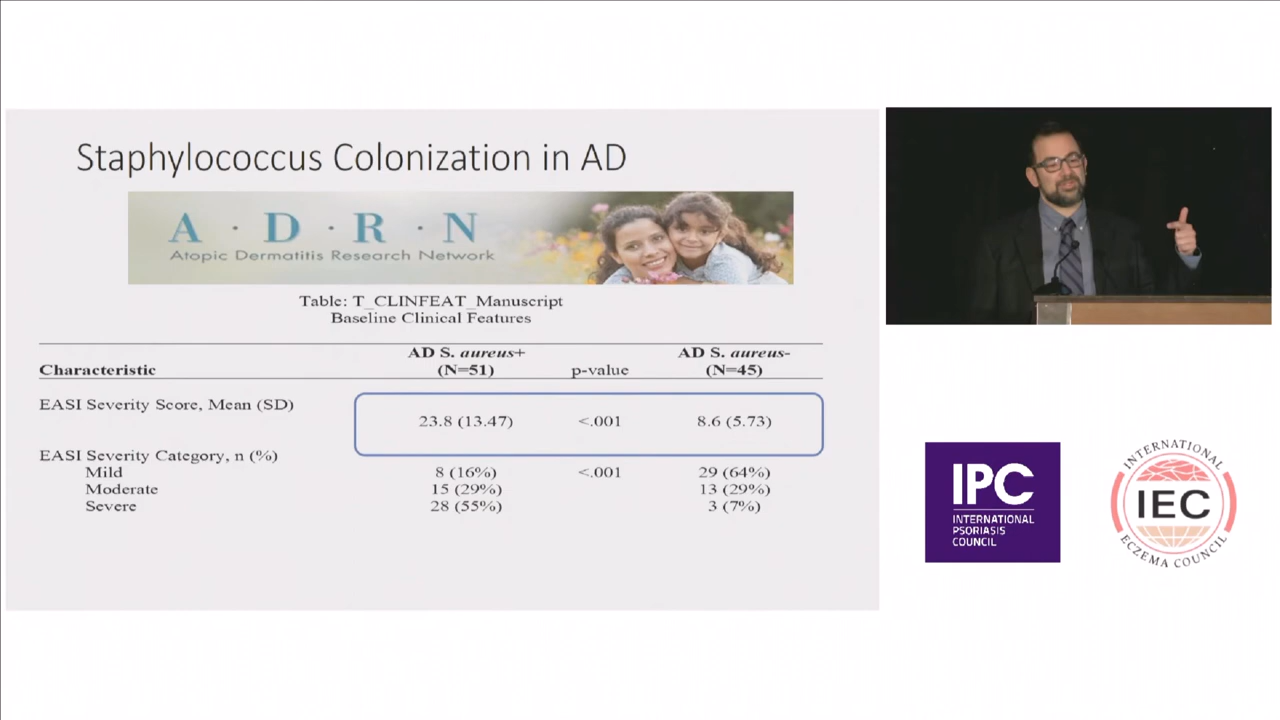 Staphylococcus Colonization in AD
A · D · R · N
Atopic Dermatitis Research Network
Table: T_CLINFEAT_Manuscript
Baseline Clinical Features
Characteristic AD S. aureus+ (N=51) p-value AD S. aureus- (N=45)
EASI Severity Score, Mean (SD)
23.8 (13.47) <.001 8.6 (5.73)
EASI Severity Category, n (%)
Mild 8 (16%) <.001 29 (64%)
Moderate 15 (29%) 13 (29%)
Severe 28 (55%) 3 (7%)
IPC
INTERNATIONAL
PSORIASIS
COUNCIL
INTERNATIONAL
IEC
ECZEMA COUNCIL